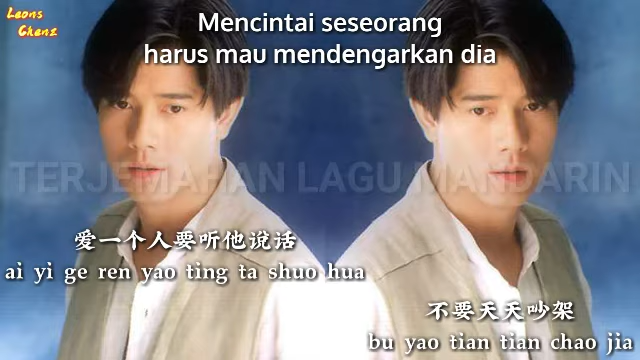 Leons
Chenz
Mencintai seseorang
harus mau mendengarkan dia
TERJEMAHAN LAGU MANDARIN
爱一个人要听他说话
aì yì ge ren yao ting ta shuo hua
不要天天吵架
bu yao tian tian chao jia